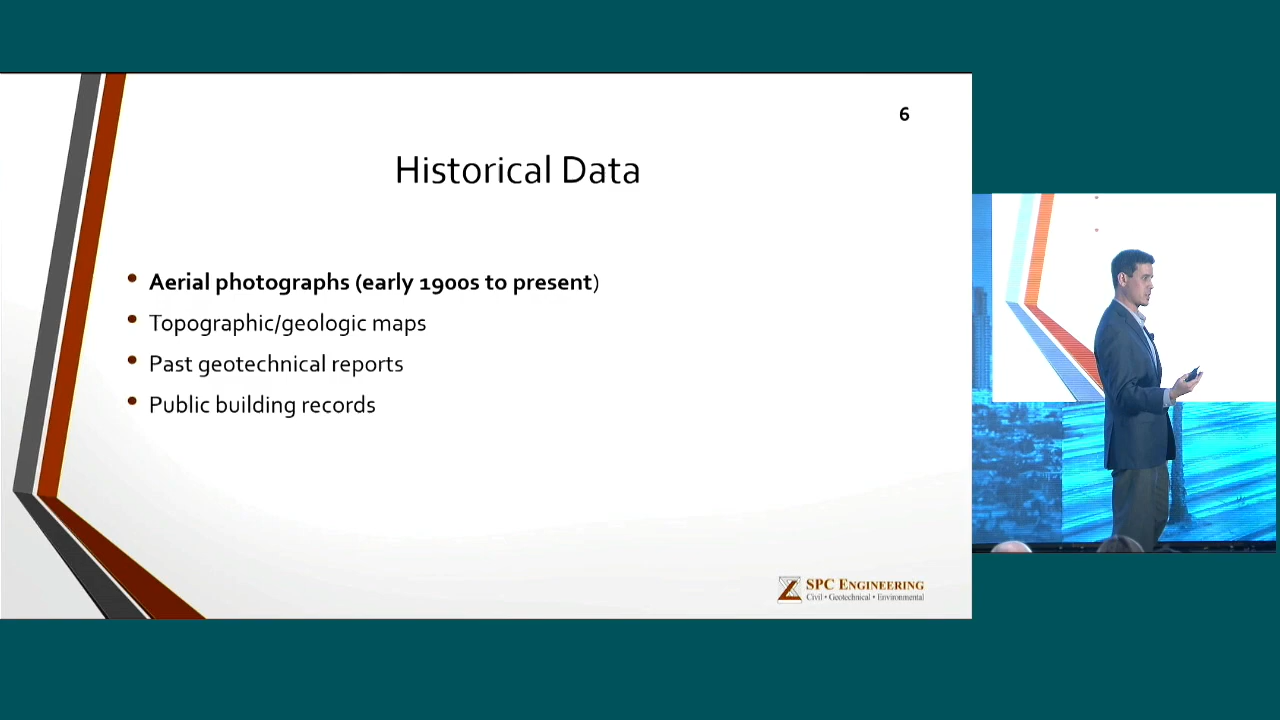 6
Historical Data
• Aerial photographs (early 1900s to present)
• Topographic/geologic maps
• Past geotechnical reports
• Public building records
SPC Engineering
Civil • Geotechnical • Environmental